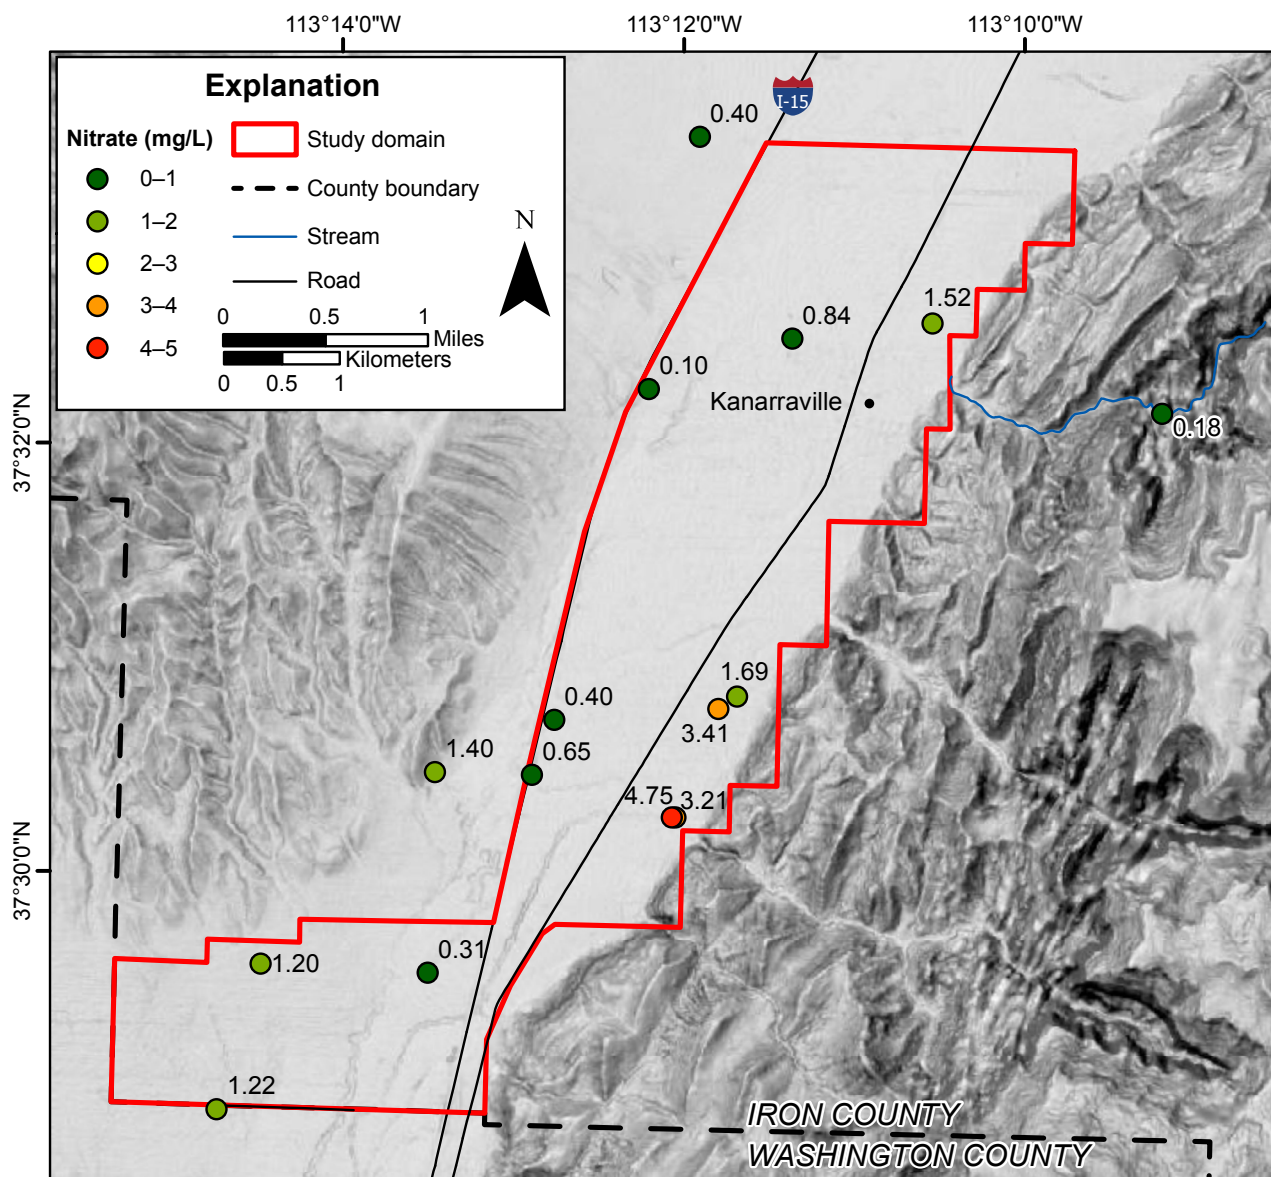 113°14'0"W
113°12'0"W
113°10'0"W
Explanation
Nitrate (mg/L)
0–1
1–2
2–3
3–4
4–5
Study domain
County boundary
Stream
Road
N
0 0.5 1
Miles
Kilometers
0 0.5 1
I-15
0.40
1.52
0.84
0.10
Kanarraville
0.18
37°32'0"N
1.69
0.40
3.41
1.40
0.65
4.75
3.21
37°30'0"N
0.31
1.20
1.22
IRON COUNTY
WASHINGTON COUNTY